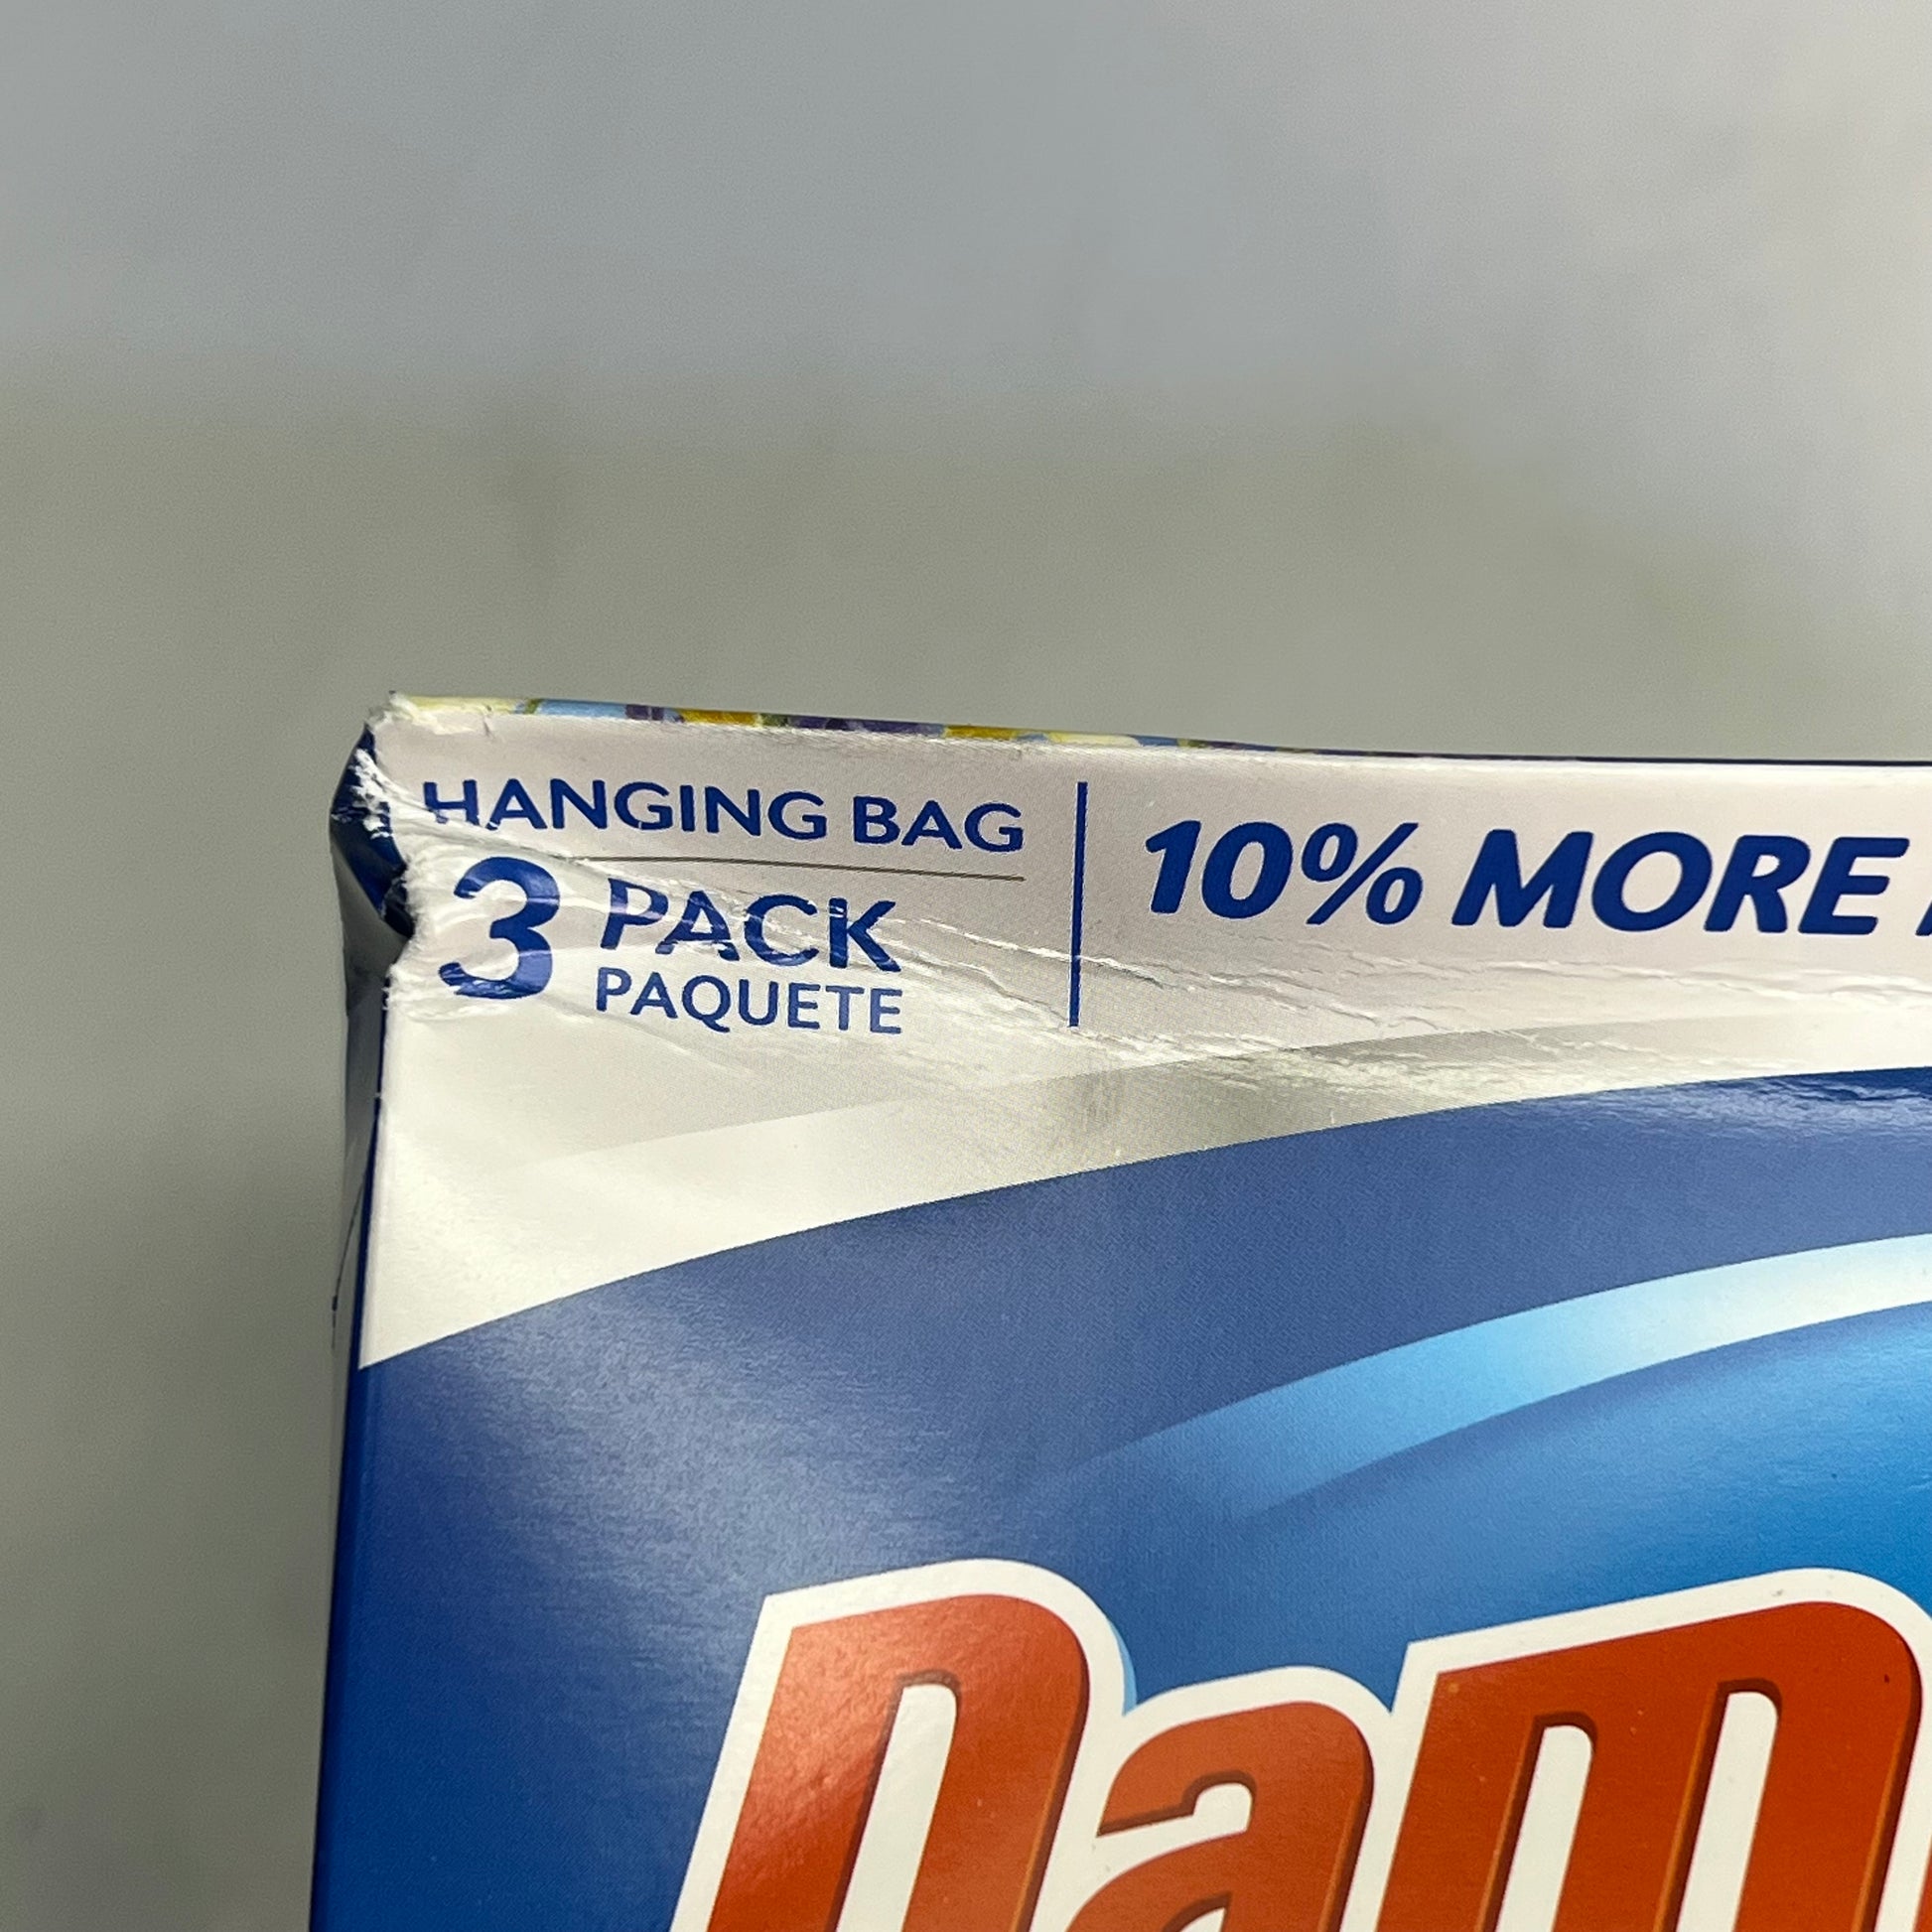 HANGING BAG
3 PACK
PAQUETE
10% MORE